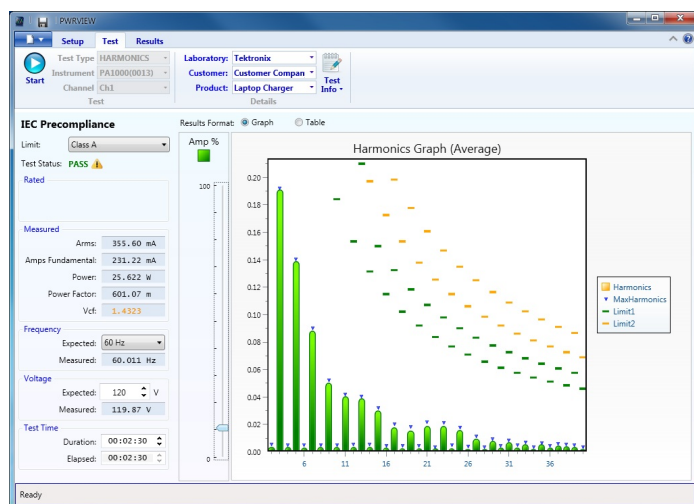 PWRVIEW
Setup Test Results
Start
Test Type HARMONICS
Instrument PA1000(0013)
Channel Ch1
Test
Laboratory: Tektronix
Customer: Customer Compan
Product: Laptop Charger
Test Info
Details
IEC Precompliance
Limit: Class A
Test Status: PASS
Rated
Measured
Arms: 355.60 mA
Amps Fundamental: 231.22 mA
Power: 25.622 W
Power Factor: 601.07 m
Vcf: 1.4323
Frequency
Expected: 60 Hz
Measured: 60.011 Hz
Voltage
Expected: 120 V
Measured: 119.87 V
Test Time
Duration: 00:02:30
Elapsed: 00:02:30
Results Format: Graph Table
Amp %
100
0
Harmonics Graph (Average)
0.20
0.18
0.16
0.14
0.12
0.10
0.08
0.06
0.04
0.02
0.00
6 11 16 21 26 31 36
Harmonics
MaxHarmonics
Limit1
Limit2
Ready